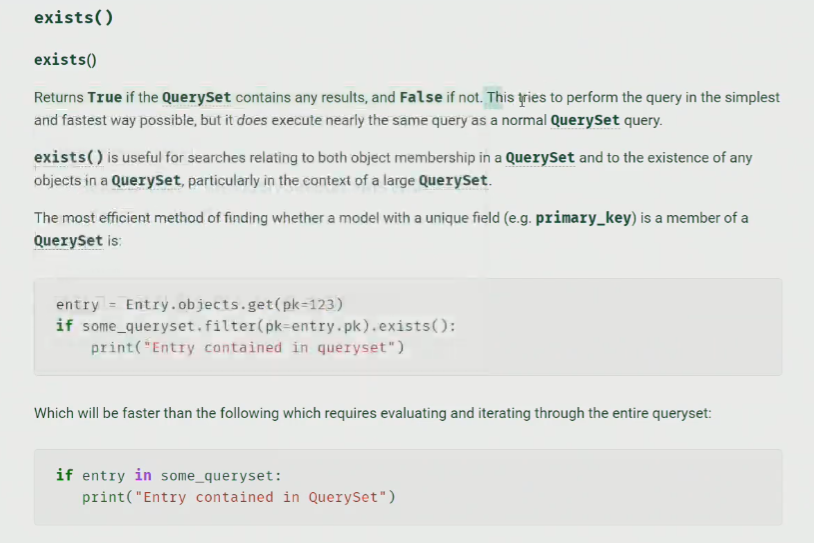 exists()
exists()
Returns True if the QuerySet contains any results, and False if not. This tries to perform the query in the simplest
and fastest way possible, but it does execute nearly the same query as a normal QuerySet query.
exists() is useful for searches relating to both object membership in a QuerySet and to the existence of any
objects in a QuerySet, particularly in the context of a large QuerySet.
The most efficient method of finding whether a model with a unique field (e.g. primary_key) is a member of a
QuerySet is:
entry = Entry.objects.get(pk=123)
if some_queryset.filter(pk=entry.pk).exists():
    print("Entry contained in queryset")
Which will be faster than the following which requires evaluating and iterating through the entire queryset:
if entry in some_queryset:
   print("Entry contained in QuerySet")